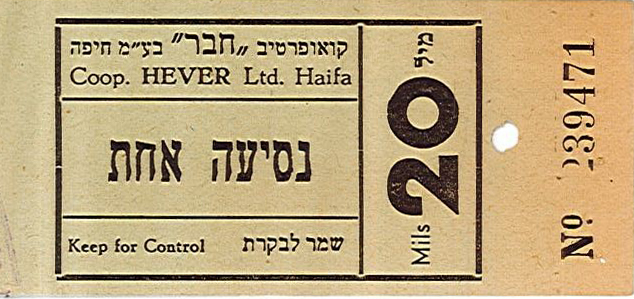 קואופרטיב „חבר” בע״מ חיפה
Coop. HEVER Ltd. Haifa
נסיעה אחת
Keep for Control שמר לבקרת
מיל
20
Mils
No 239471